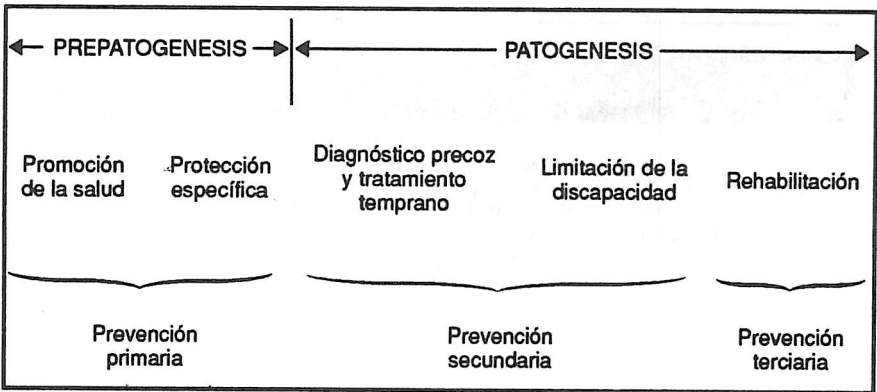 PREPATOGENESIS
PATOGENESIS
Promoción
de la salud
Protección
específica
Diagnóstico precoz
y tratamiento
temprano
Limitación de la
discapacidad
Rehabilitación
Prevención
primaria
Prevención
secundaria
Prevención
terciaria